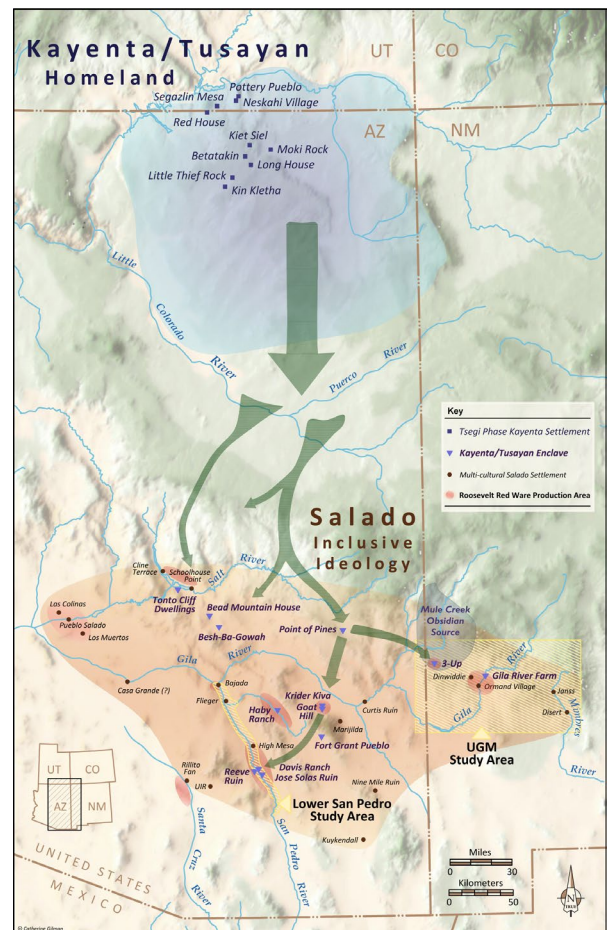 Kayenta/Tusayan
Homeland
UT
CO
Pottery Pueblo
Segazlin Mesa
Neskahi Village
Red House
AZ
NM
Kiet Siel
Moki Rock
Betatakin
Long House
Little Thief Rock
Kin Kletha
Little
Colorado
River
Puerco
River
Key
Tsegi Phase Kayenta Settlement
Kayenta/Tusayan Enclave
Multi-cultural Salado Settlement
Roosevelt Red Ware Production Area
Salado
Inclusive
Ideology
Cline
Terrace
Schoolhouse
Point
Salt
River
Tonto Cliff
Dwellings
Bead Mountain House
Besh-Ba-Gowah
Las Colinas
Pueblo Salado
Los Muertos
Point of Pines
Mule Creek
Obsidian
Source
Gila
River
3-Up
Dinwiddie
Gila River Farm
Ormand Village
River
Gila
Janss
Disert
Mimbres
River
Casa Grande (?)
Bajada
Flieger
Haby
Ranch
Krider Kiva
Goat
Hill
Curtis Ruin
Marijilda
Fort Grant Pueblo
UGM
Study Area
High Mesa
Rillito
Fan
UIR
Reeve
Ruin
Davis Ranch
Jose Solas Ruin
Nine Mile Ruin
Lower San Pedro
Study Area
Kuykendall
Santa
Cruz
River
San
Pedro
River
UT
CO
AZ
NM
UNITED STATES
MEXICO
Miles
0
30
Kilometers
0
50
N
TRUE
© Catherine Gilman